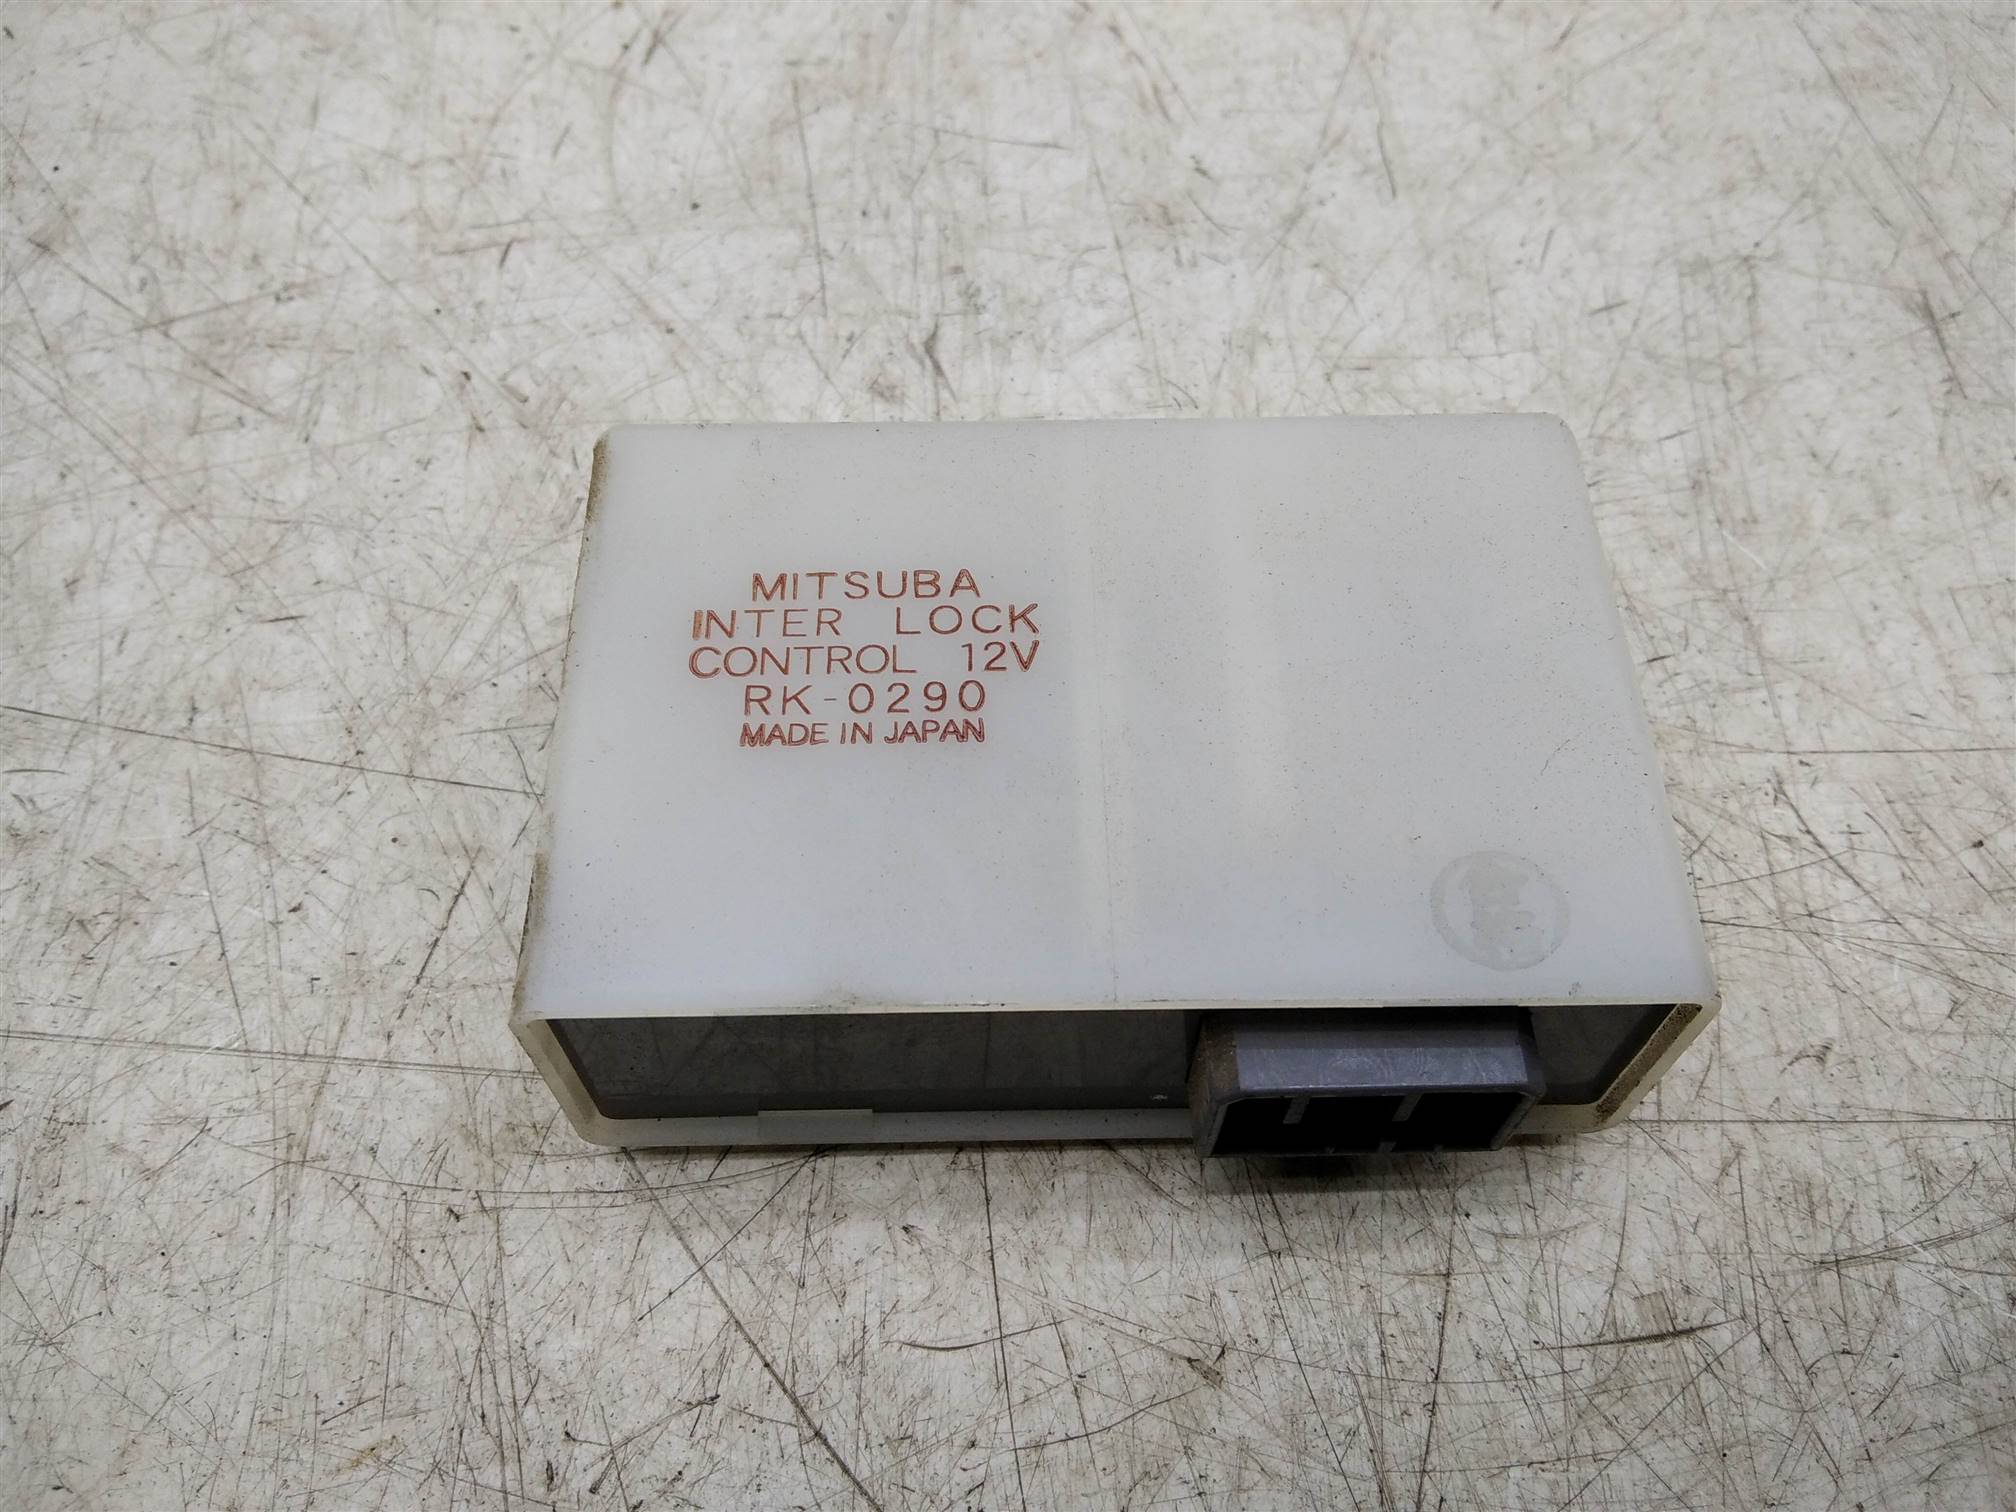 MITSUBA
INTER LOCK
CONTROL 12V
RK-0290
MADE IN JAPAN